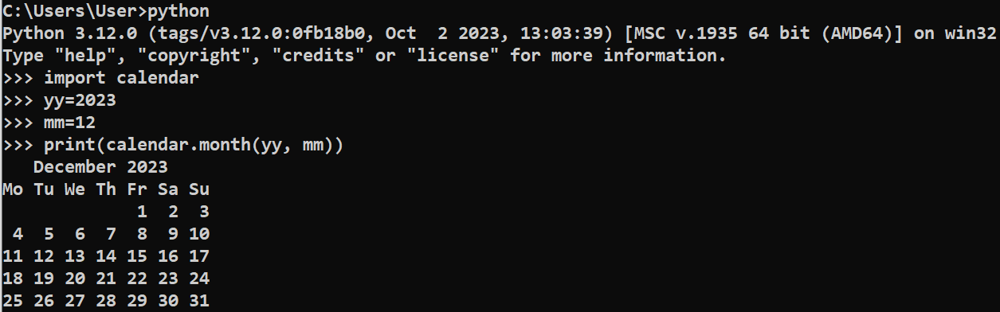 C:\Users\User>python
Python 3.12.0 (tags/v3.12.0:0fb18b0, Oct  2 2023, 13:03:39) [MSC v.1935 64 bit (AMD64)] on win32
Type "help", "copyright", "credits" or "license" for more information.
>>> import calendar
>>> yy=2023
>>> mm=12
>>> print(calendar.month(yy, mm))
   December 2023
Mo Tu We Th Fr Sa Su
             1  2  3
 4  5  6  7  8  9 10
11 12 13 14 15 16 17
18 19 20 21 22 23 24
25 26 27 28 29 30 31